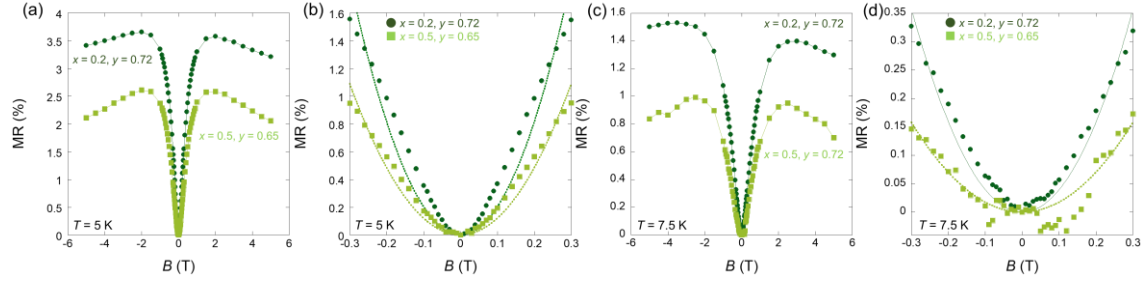 (a)
MR (%)
4
3.5
3
2.5
2
1.5
1
0.5
0
x = 0.2, y = 0.72
x = 0.5, y = 0.65
T = 5 K
-6 -4 -2 0 2 4 6
B (T)
(b)
MR (%)
1.6
1.4
1.2
1
0.8
0.6
0.4
0.2
0
x = 0.2, y = 0.72
x = 0.5, y = 0.65
T = 5 K
-0.3 -0.2 -0.1 0 0.1 0.2 0.3
B (T)
(c)
MR (%)
1.6
1.4
1.2
1
0.8
0.6
0.4
0.2
0
x = 0.2, y = 0.72
x = 0.5, y = 0.72
T = 7.5 K
-6 -4 -2 0 2 4 6
B (T)
(d)
MR (%)
0.35
0.3
0.25
0.2
0.15
0.1
0.05
0
x = 0.2, y = 0.72
x = 0.5, y = 0.65
T = 7.5 K
-0.3 -0.2 -0.1 0 0.1 0.2 0.3
B (T)